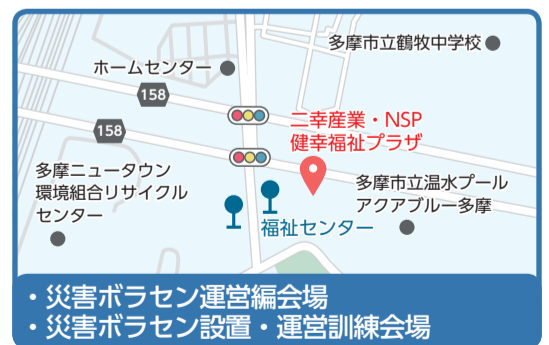 多摩市立鶴牧中学校
ホームセンター
158
二幸産業・NSP
健幸福祉プラザ
158
多摩ニュータウン
環境組合リサイクル
センター
多摩市立温水プール
アクアブルー多摩
福祉センター
・災害ボラセン運営編会場
・災害ボラセン設置・運営訓練会場